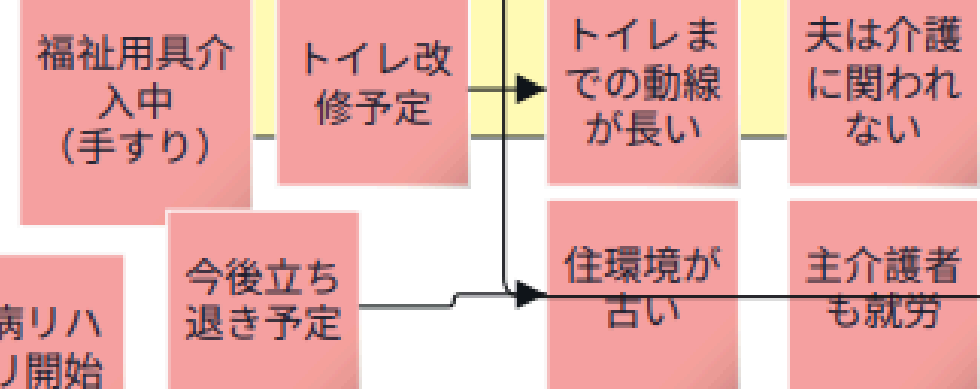 福祉用具介
入中
（手すり）
トイレ改
修予定
トイレま
での動線
が長い
夫は介護
に関われ
ない
今後立ち
退き予定
住環境が
古い
主介護者
も就労
病リハ
リ開始